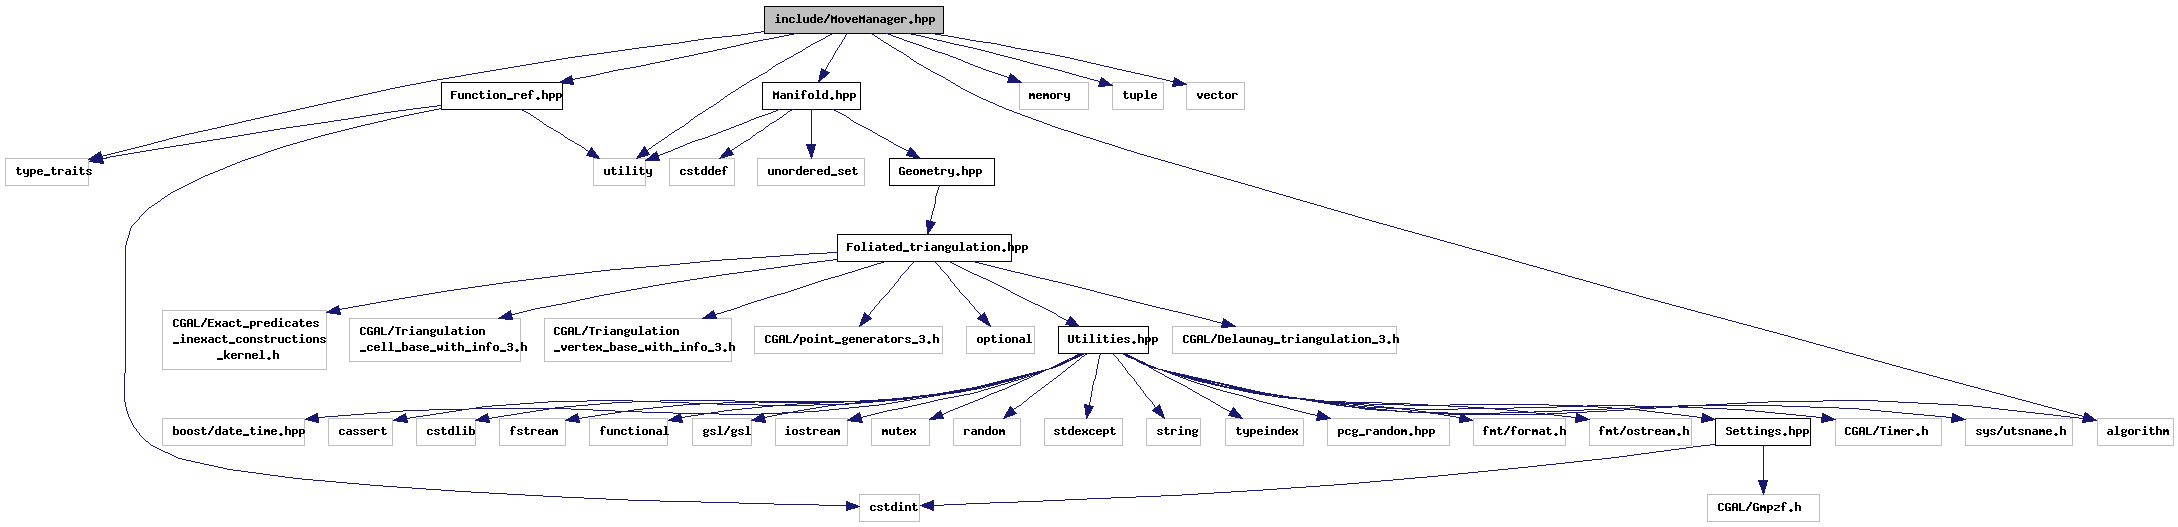 include/MoveManager.hpp
Function_ref.hpp
Manifold.hpp
memory
tuple
vector
type_traits
utility
cstddef
unordered_set
Geometry.hpp
Foliated_triangulation.hpp
CGAL/Exact_predicates
_inexact_constructions
_kernel.h
CGAL/Triangulation
_cell_base_with_info_3.h
CGAL/Triangulation
_vertex_base_with_info_3.h
CGAL/point_generators_3.h
optional
Utilities.hpp
CGAL/Delaunay_triangulation_3.h
boost/date_time.hpp
cassert
cstdlib
fstream
functional
gsl/gsl
iostream
mutex
random
stdexcept
string
typeindex
pcg_random.hpp
fmt/format.h
fmt/ostream.h
Settings.hpp
CGAL/Timer.h
sys/utsname.h
algorithm
cstdint
CGAL/Gmpzf.h